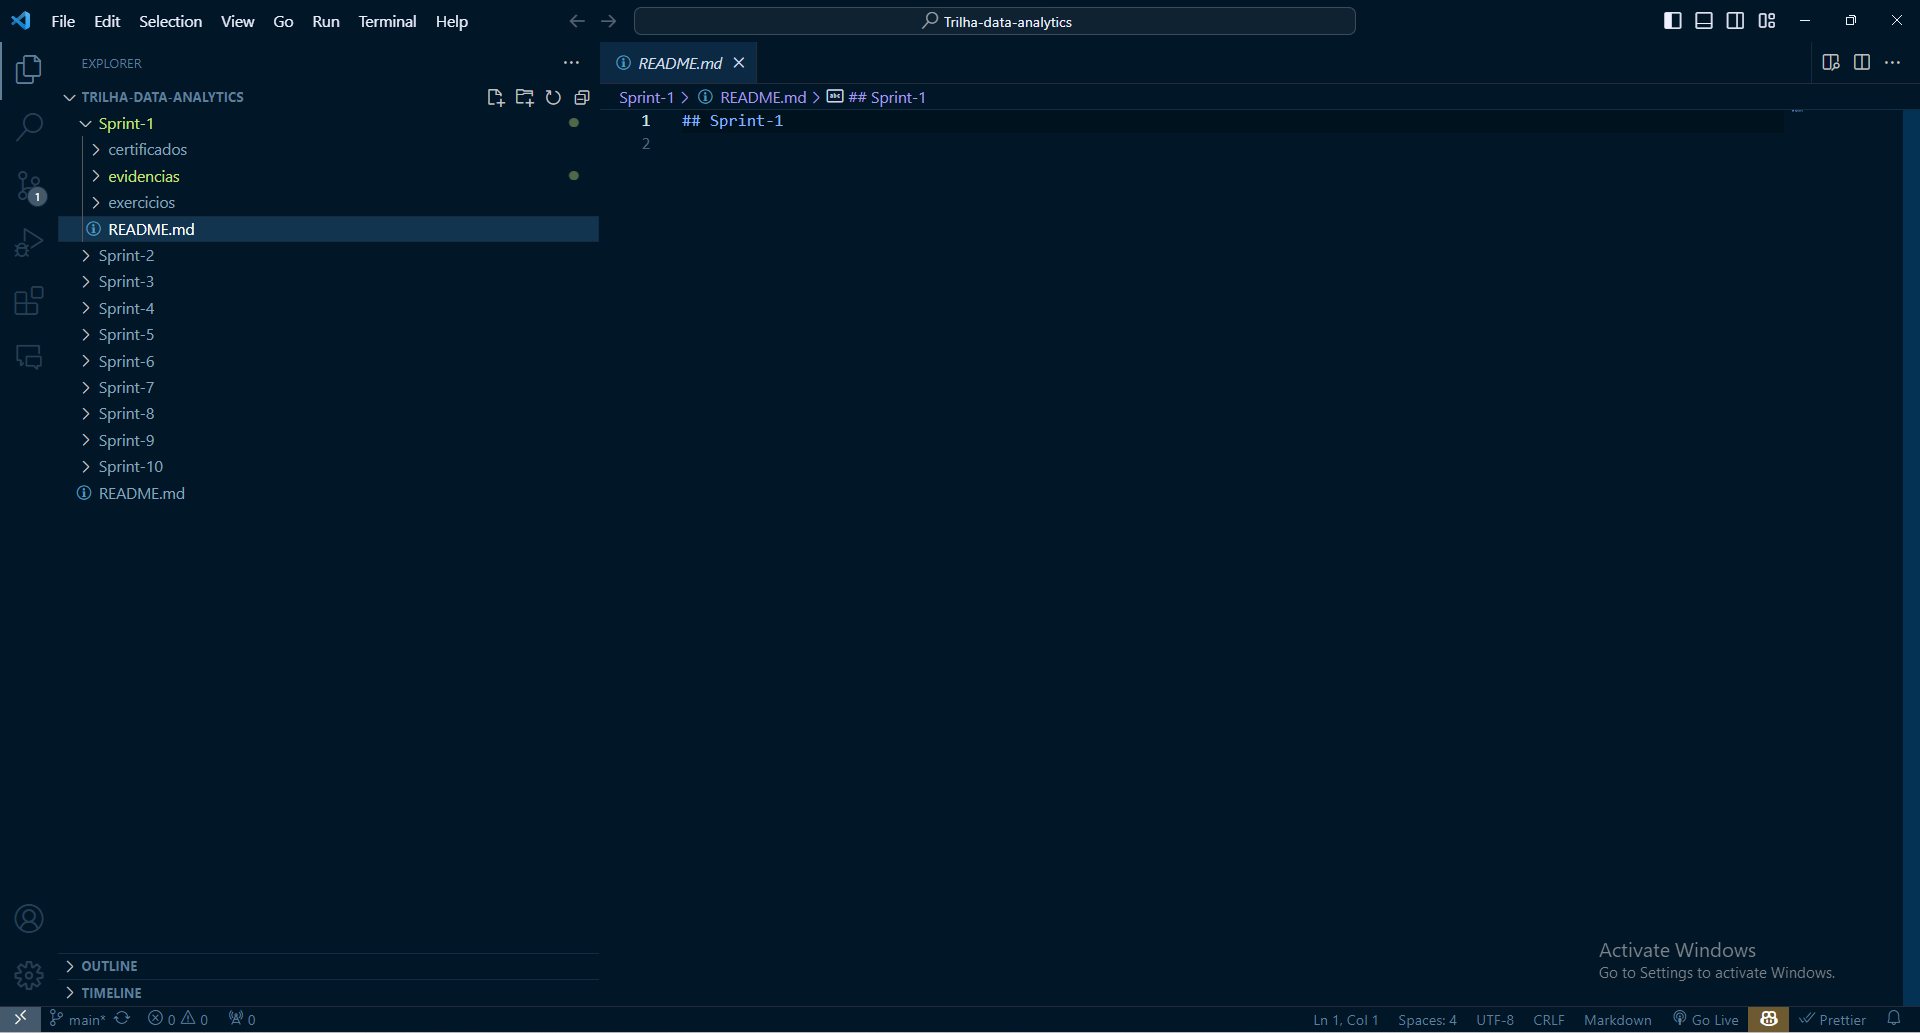 File Edit Selection View Go Run Terminal Help
Trilha-data-analytics
EXPLORER
README.md
TRILHA-DATA-ANALYTICS
Sprint-1 > README.md > abc ## Sprint-1
Sprint-1
certificados
evidencias
exercicios
README.md
Sprint-2
Sprint-3
Sprint-4
Sprint-5
Sprint-6
Sprint-7
Sprint-8
Sprint-9
Sprint-10
README.md
1
1 ## Sprint-1
2
OUTLINE
TIMELINE
Activate Windows
Go to Settings to activate Windows.
main* 0 0 0
Ln 1, Col 1 Spaces: 4 UTF-8 CRLF Markdown Go Live Prettier